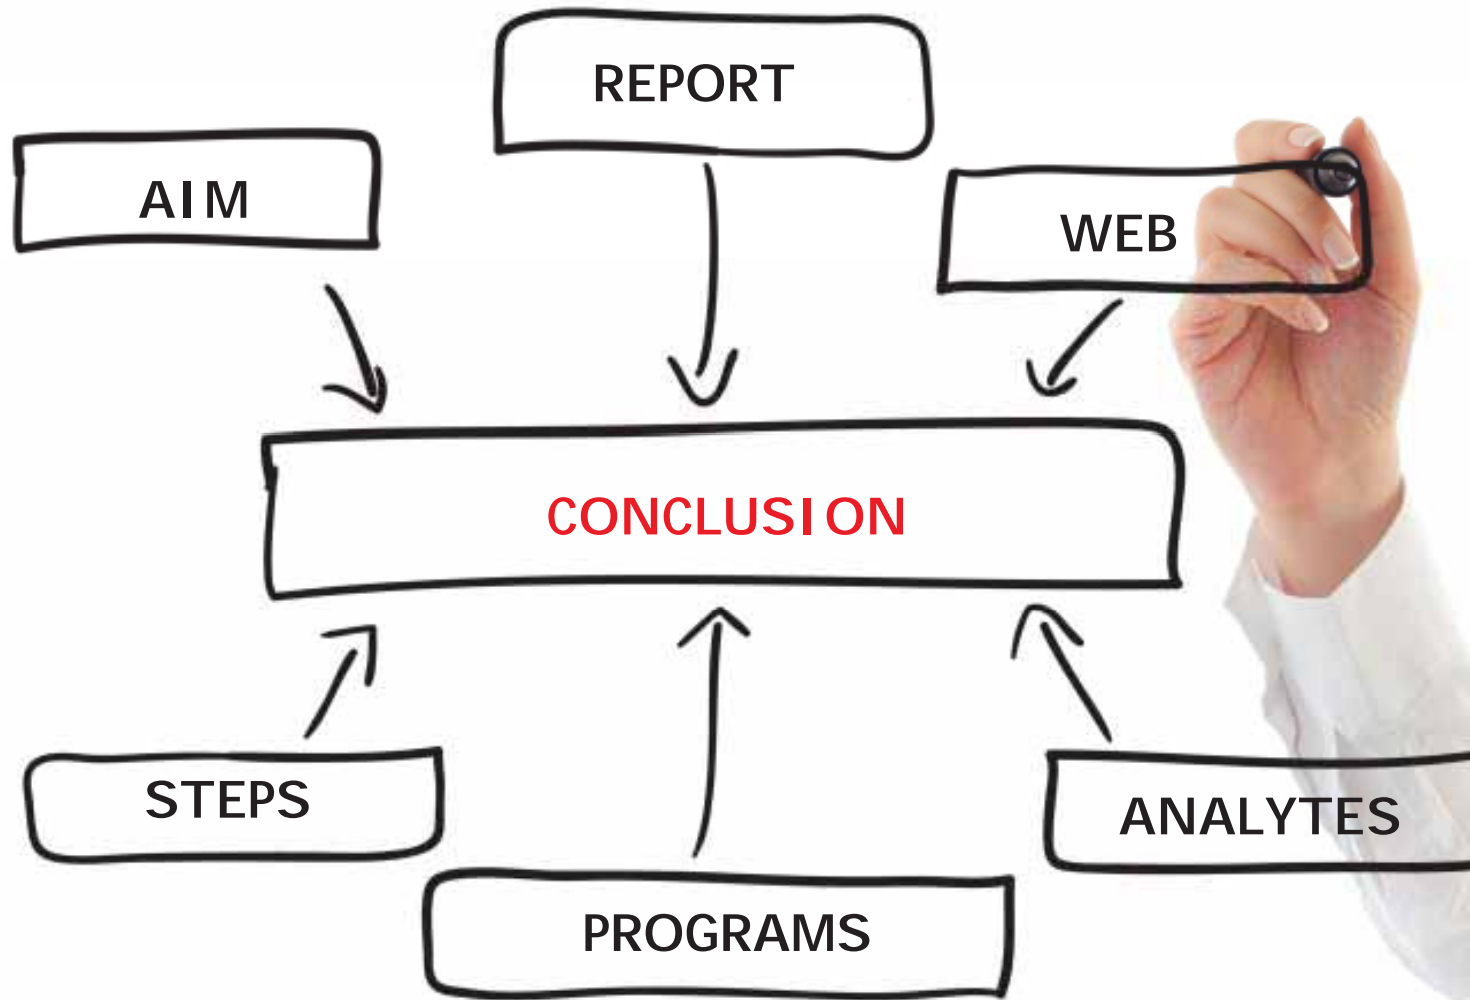 REPORT
AIM
WEB
CONCLUSION
STEPS
ANALYTES
PROGRAMS